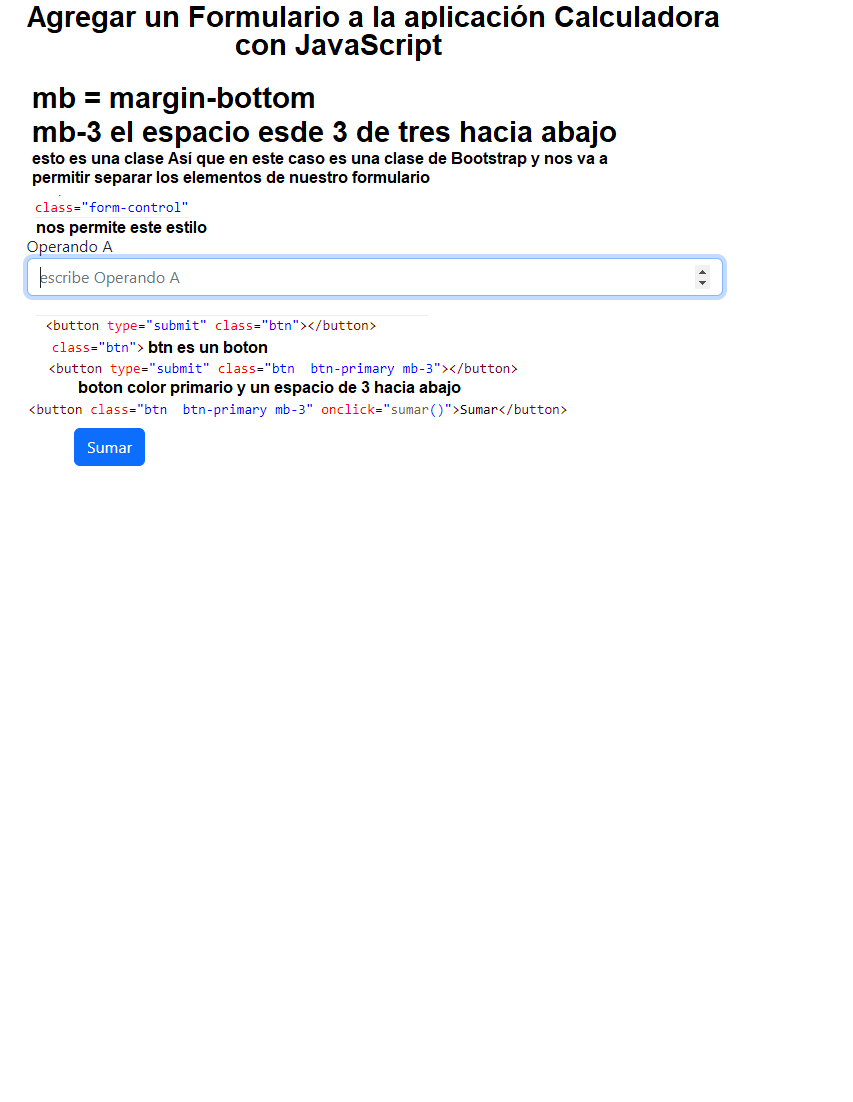 Agregar un Formulario a la aplicación Calculadora
con JavaScript
mb = margin-bottom
mb-3 el espacio esde 3 de tres hacia abajo
esto es una clase Así que en este caso es una clase de Bootstrap y nos va a
permitir separar los elementos de nuestro formulario
class="form-control"
nos permite este estilo
Operando A
escribe Operando A
<button type="submit" class="btn"></button>
class="btn"> btn es un boton
<button type="submit" class="btn  btn-primary mb-3"></button>
boton color primario y un espacio de 3 hacia abajo
<button class="btn  btn-primary mb-3" onclick="sumar()">Sumar</button>
Sumar